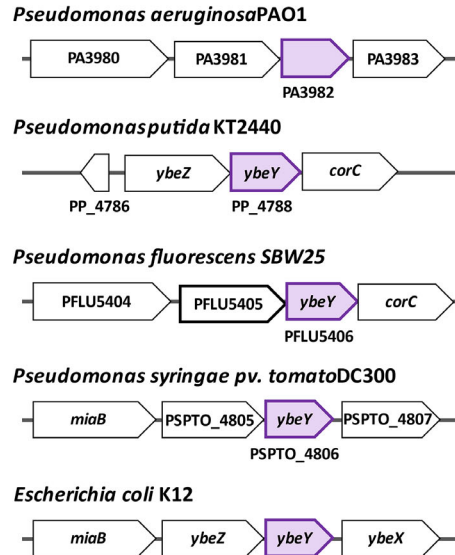 Pseudomonas aeruginosaPAO1
PA3980 PA3981 PA3983
PA3982
Pseudomonas putida KT2440
ybeZ ybeY corC
PP_4786 PP_4788
Pseudomonas fluorescens SBW25
PFLU5404 PFLU5405 ybeY corC
PFLU5406
Pseudomonas syringae pv. tomatoDC300
miaB PSPTO_4805 ybeY PSPTO_4807
PSPTO_4806
Escherichia coli K12
miaB ybeZ ybeY ybeX